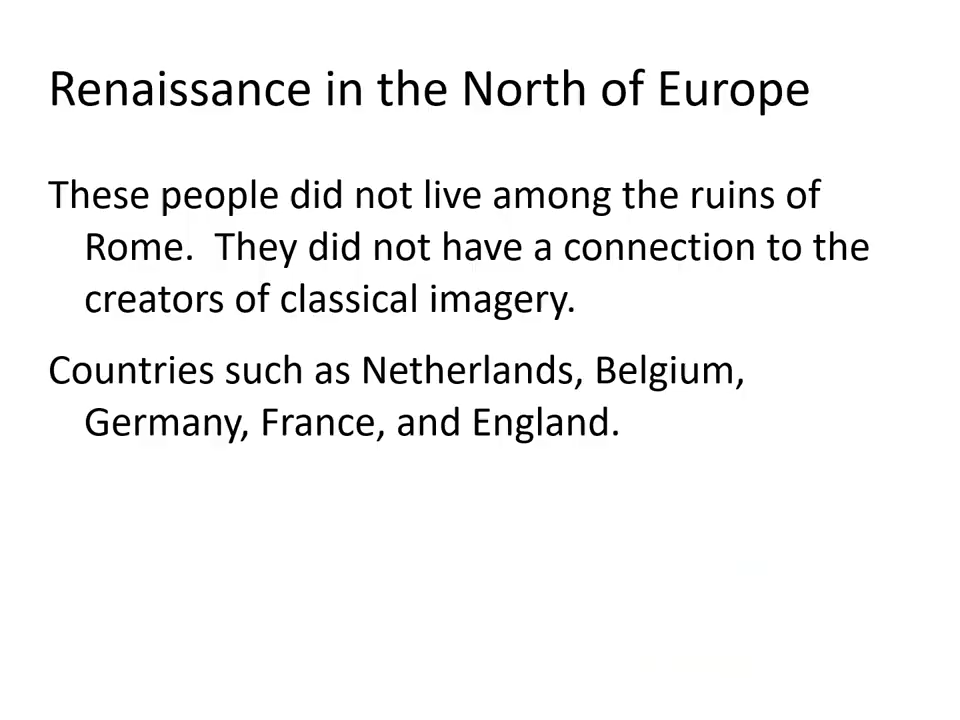 Renaissance in the North of Europe
These people did not live among the ruins of
Rome.  They did not have a connection to the
creators of classical imagery.
Countries such as Netherlands, Belgium,
Germany, France, and England.